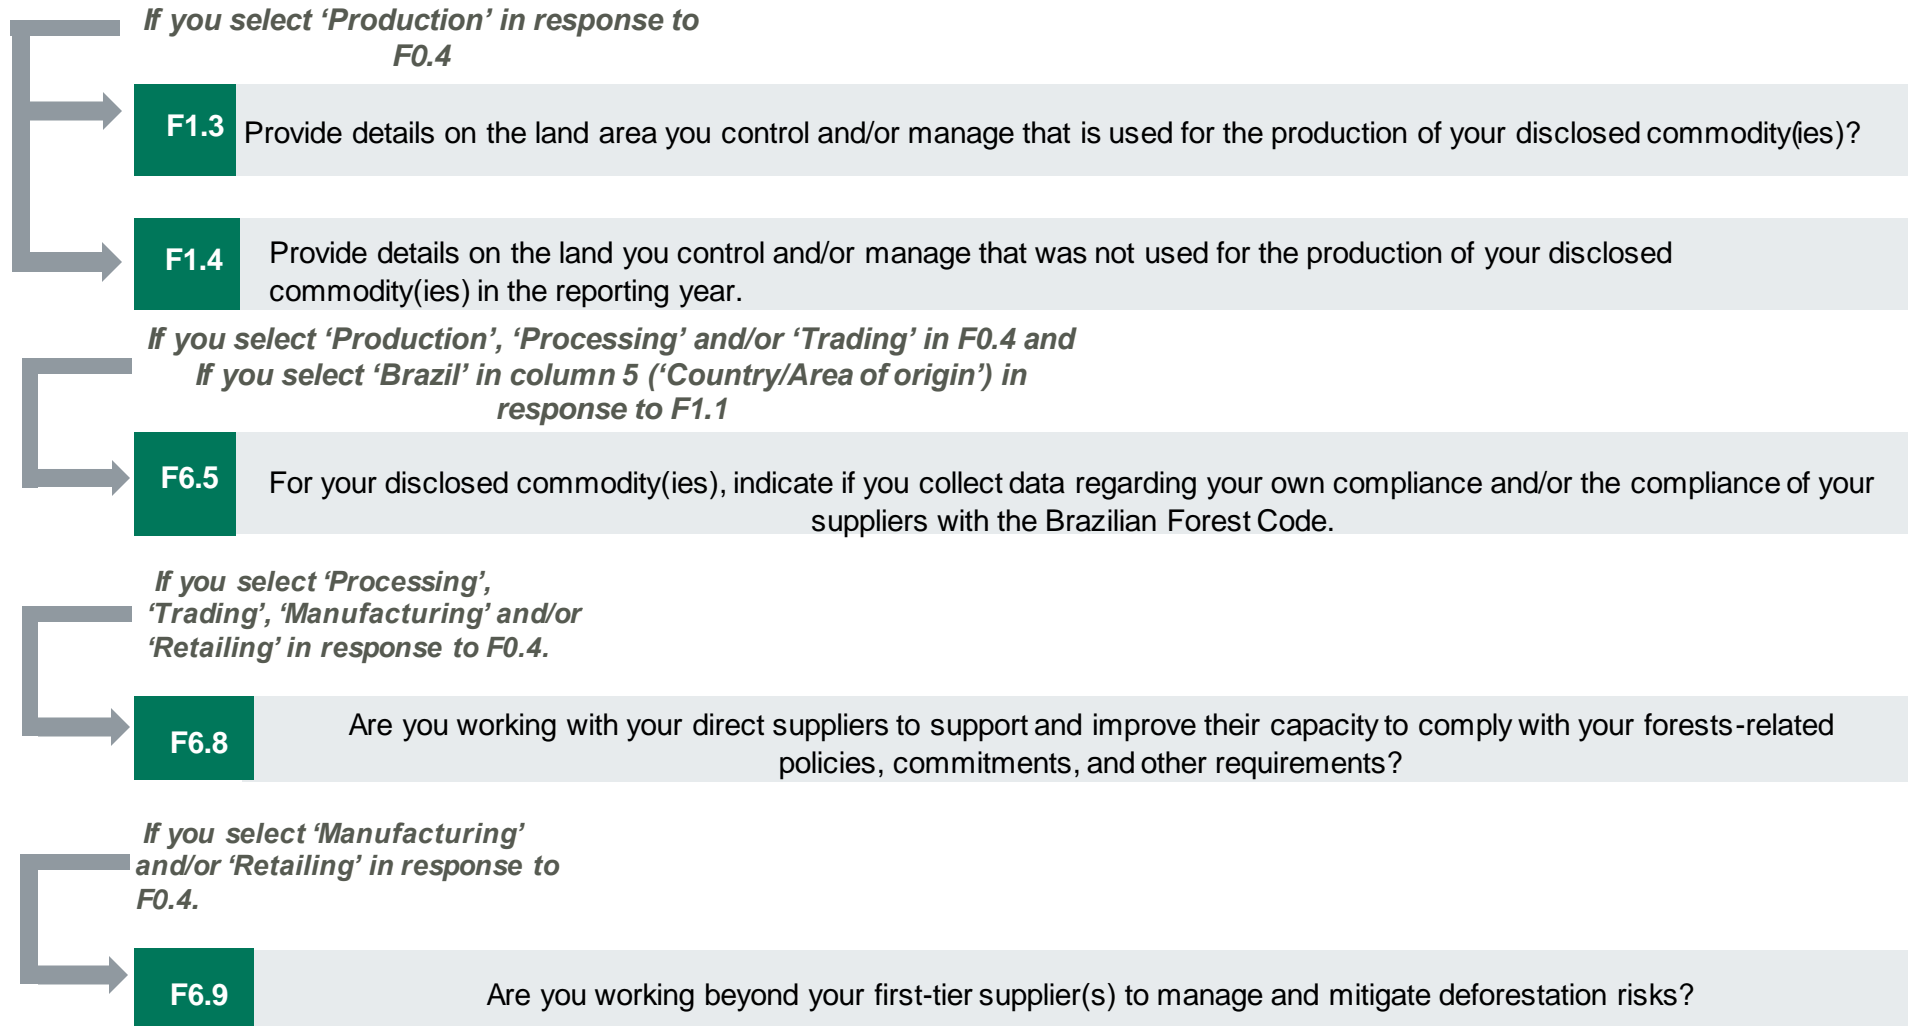 If you select ‘Production’ in response to
F0.4
F1.3
Provide details on the land area you control and/or manage that is used for the production of your disclosed commodity(ies)?
F1.4
Provide details on the land you control and/or manage that was not used for the production of your disclosed
commodity(ies) in the reporting year.
If you select ‘Production’, ‘Processing’ and/or ‘Trading’ in F0.4 and
If you select ‘Brazil’ in column 5 (‘Country/Area of origin’) in
response to F1.1
F6.5
For your disclosed commodity(ies), indicate if you collect data regarding your own compliance and/or the compliance of your
suppliers with the Brazilian Forest Code.
If you select ‘Processing’,
‘Trading’, ‘Manufacturing’ and/or
‘Retailing’ in response to F0.4.
F6.8
Are you working with your direct suppliers to support and improve their capacity to comply with your forests-related
policies, commitments, and other requirements?
If you select ‘Manufacturing’
and/or ‘Retailing’ in response to
F0.4.
F6.9
Are you working beyond your first-tier supplier(s) to manage and mitigate deforestation risks?